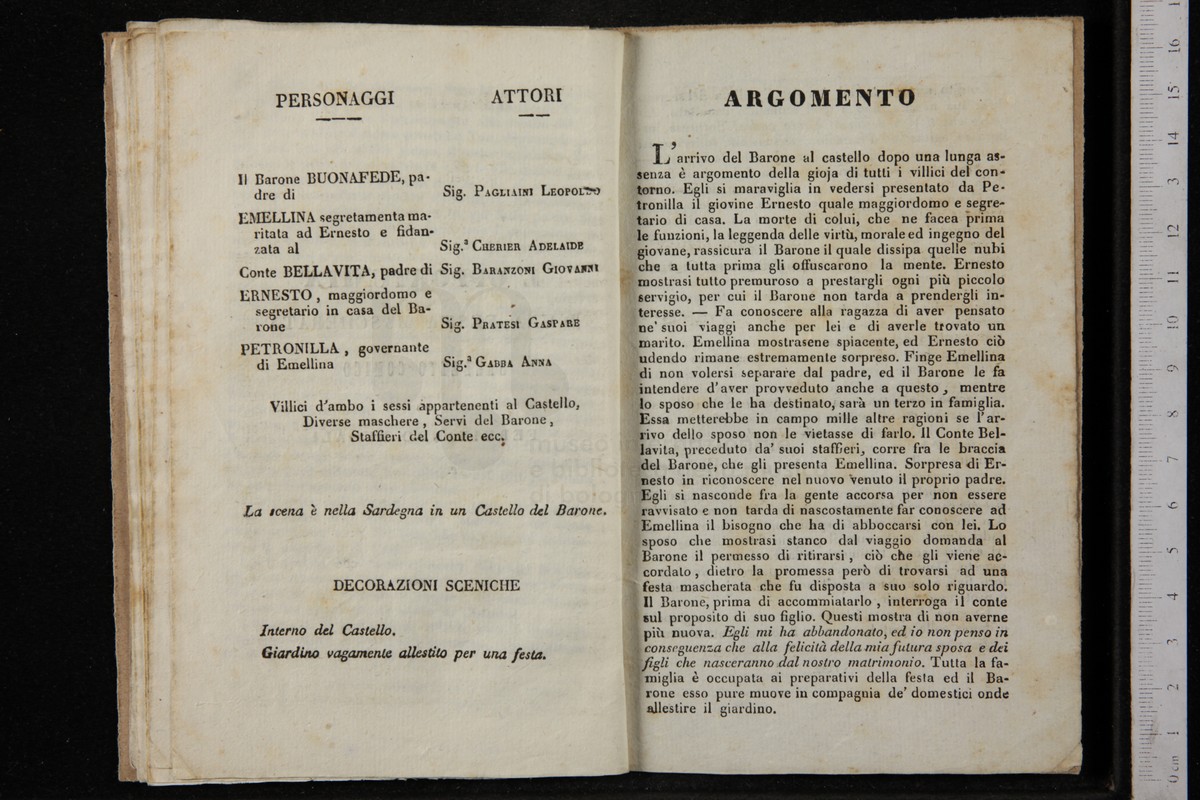 PERSONAGGI ATTORI
Il Barone BUONAFEDE, pa-
dre di Sig. PAGLIAINI LEOPOLDO
EMELLINA segretamenta ma-
ritata ad Ernesto e fidan-
zata al Sig.ª CHERIER ADELAIDE
Conte BELLAVITA, padre di Sig. BARANZONI GIOVANNI
ERNESTO , maggiordomo e
segretario in casa del Ba-
rone Sig. PRATESI GASPARE
PETRONILLA , governante
di Emellina Sig.ª GABBA ANNA
Villici d'ambo i sessi appartenenti al Castello,
Diverse maschere , Servi del Barone ,
Staffieri del Conte ecc.
La scena è nella Sardegna in un Castello del Barone.
DECORAZIONI SCENICHE
Interno del Castello.
Giardino vagamente allestito per una festa.
ARGOMENTO
L'arrivo del Barone al castello dopo una lunga as-
senza è argomento della gioja di tutti i villici del con-
torno. Egli si maraviglia in vedersi presentato da Pe-
tronilla il giovine Ernesto quale maggiordomo e segre-
tario di casa. La morte di colui, che ne facea prima
le funzioni, la leggenda delle virtù, morale ed ingegno del
giovane, rassicura il Barone il quale dissipa quelle nubi
che a tutta prima gli offuscarono la mente. Ernesto
mostrasi tutto premuroso a prestargli ogni più piccolo
servigio, per cui il Barone non tarda a prendergli in-
teresse. — Fa conoscere alla ragazza di aver pensato
ne' suoi viaggi anche per lei e di averle trovato un
marito. Emellina mostrasene spiacente, ed Ernesto ciò
udendo rimane estremamente sorpreso. Finge Emellina
di non volersi separare dal padre, ed il Barone le fa
intendere d'aver provveduto anche a questo , mentre
lo sposo che le ha destinato, sarà un terzo in famiglia.
Essa metterebbe in campo mille altre ragioni se l'ar-
rivo dello sposo non le vietasse di farlo. Il Conte Bel-
lavita, preceduto da' suoi staffieri, corre fra le braccia
del Barone, che gli presenta Emellina. Sorpresa di Er-
nesto in riconoscere nel nuovo venuto il proprio padre.
Egli si nasconde fra la gente accorsa per non essere
ravvisato e non tarda di nascostamente far conoscere ad
Emellina il bisogno che ha di abboccarsi con lei. Lo
sposo che mostrasi stanco dal viaggio domanda al
Barone il permesso di ritirarsi , ciò che gli viene ac-
cordato , dietro la promessa però di trovarsi ad una
festa mascherata che fu disposta a suo solo riguardo.
Il Barone, prima di accommiatarlo , interroga il conte
sul proposito di suo figlio. Questi mostra di non averne
più nuova. Egli mi ha abbandonato, ed io non penso in
conseguenza che alla felicità della mia futura sposa e dei
figli che nasceranno dal nostro matrimonio. Tutta la fa-
miglia è occupata ai preparativi della festa ed il Ba-
rone esso pure muove in compagnia de' domestici onde
allestire il giardino.
0 cm 1 2 3 4 5 6 7 8 9 10 11 12 13 14 15 16